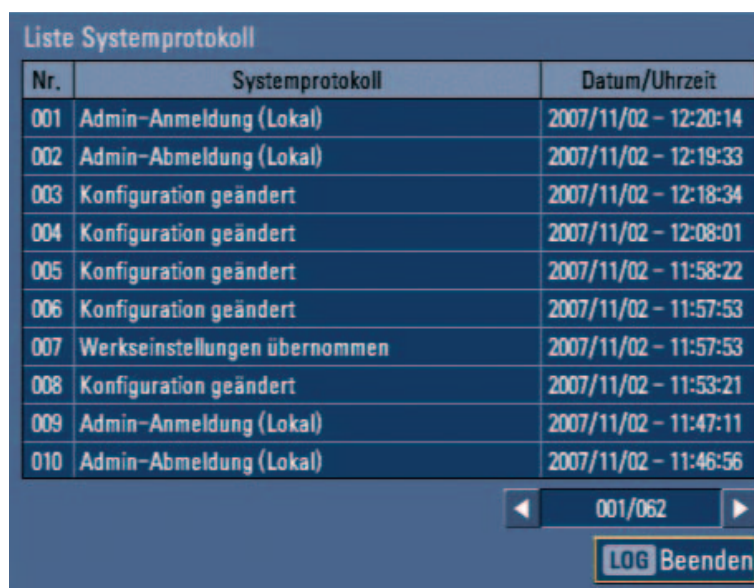 Liste Systemprotokoll
Nr. Systemprotokoll Datum/Uhrzeit
001 Admin-Anmeldung (Lokal) 2007/11/02 - 12:20:14
002 Admin-Abmeldung (Lokal) 2007/11/02 - 12:19:33
003 Konfiguration geändert 2007/11/02 - 12:18:34
004 Konfiguration geändert 2007/11/02 - 12:08:01
005 Konfiguration geändert 2007/11/02 - 11:58:22
006 Konfiguration geändert 2007/11/02 - 11:57:53
007 Werkseinstellungen übernommen 2007/11/02 - 11:57:53
008 Konfiguration geändert 2007/11/02 - 11:53:21
009 Admin-Anmeldung (Lokal) 2007/11/02 - 11:47:11
010 Admin-Abmeldung (Lokal) 2007/11/02 - 11:46:56
001/062
LOG Beenden